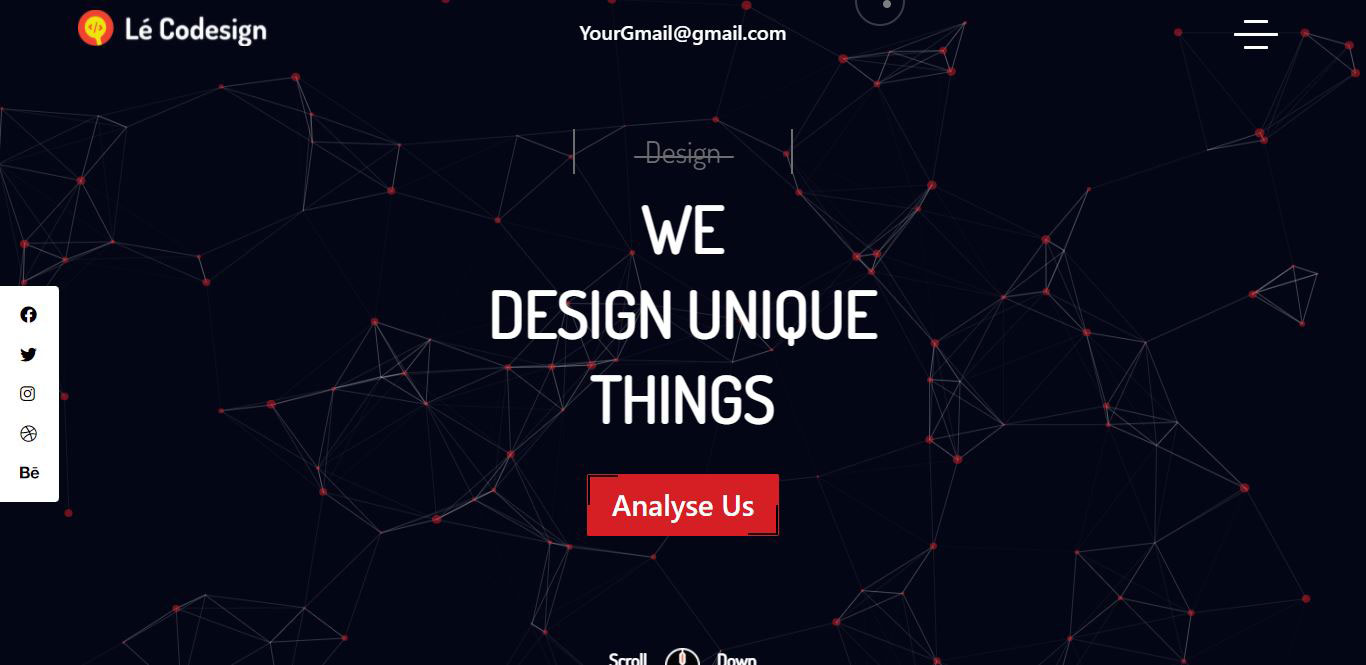 Lé Codesign
YourGmail@gmail.com
Design
WE
DESIGN UNIQUE
THINGS
Bē
Analyse Us
Scroll Down